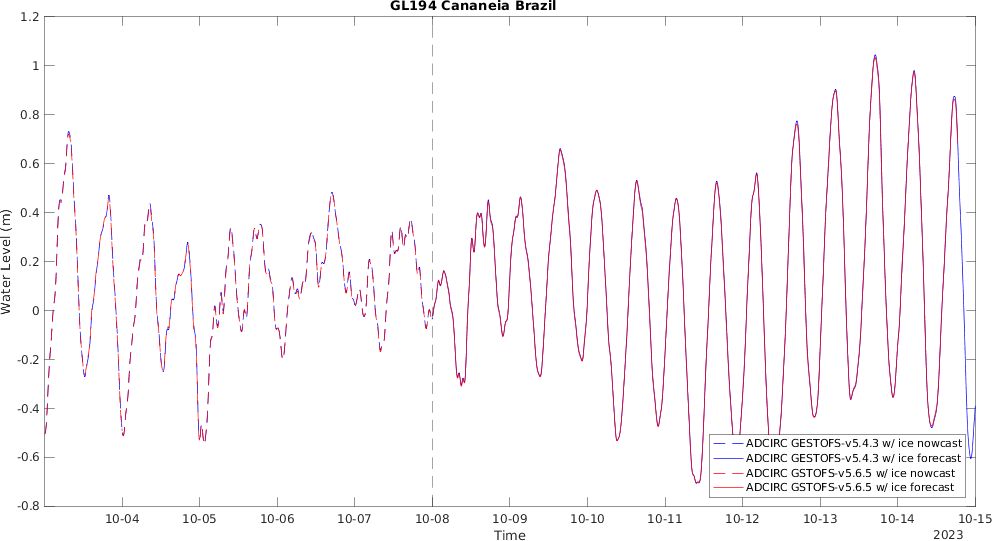 GL194 Cananeia Brazil
1.2
1
0.8
0.6
0.4
0.2
0
-0.2
-0.4
-0.6
-0.8
Water Level (m)
ADCIRC GESTOFS-v5.4.3 w/ ice nowcast
ADCIRC GESTOFS-v5.4.3 w/ ice forecast
ADCIRC GSTOFS-v5.6.5 w/ ice nowcast
ADCIRC GSTOFS-v5.6.5 w/ ice forecast
10-04 10-05 10-06 10-07 10-08 10-09 10-10 10-11 10-12 10-13 10-14 10-15
Time
2023